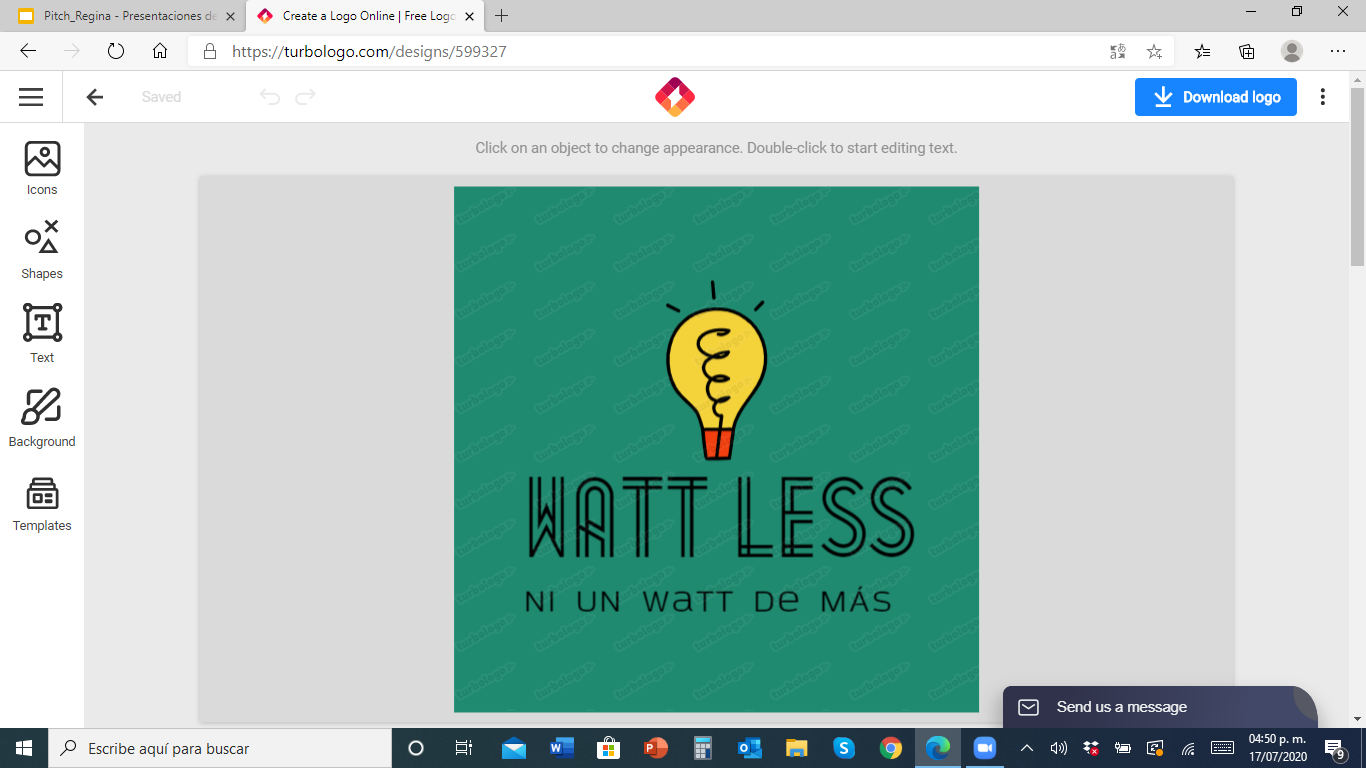 Pitch_Regina - Presentaciones de
Create a Logo Online | Free Logo
https://turbologo.com/designs/599327
Saved
Download logo
Click on an object to change appearance. Double-click to start editing text.
Icons
Shapes
Text
Background
Templates
WATT LESS
NI UN WaTT De MÁS
turbologo
Send us a message
Escribe aquí para buscar
04:50 p. m.
17/07/2020
9